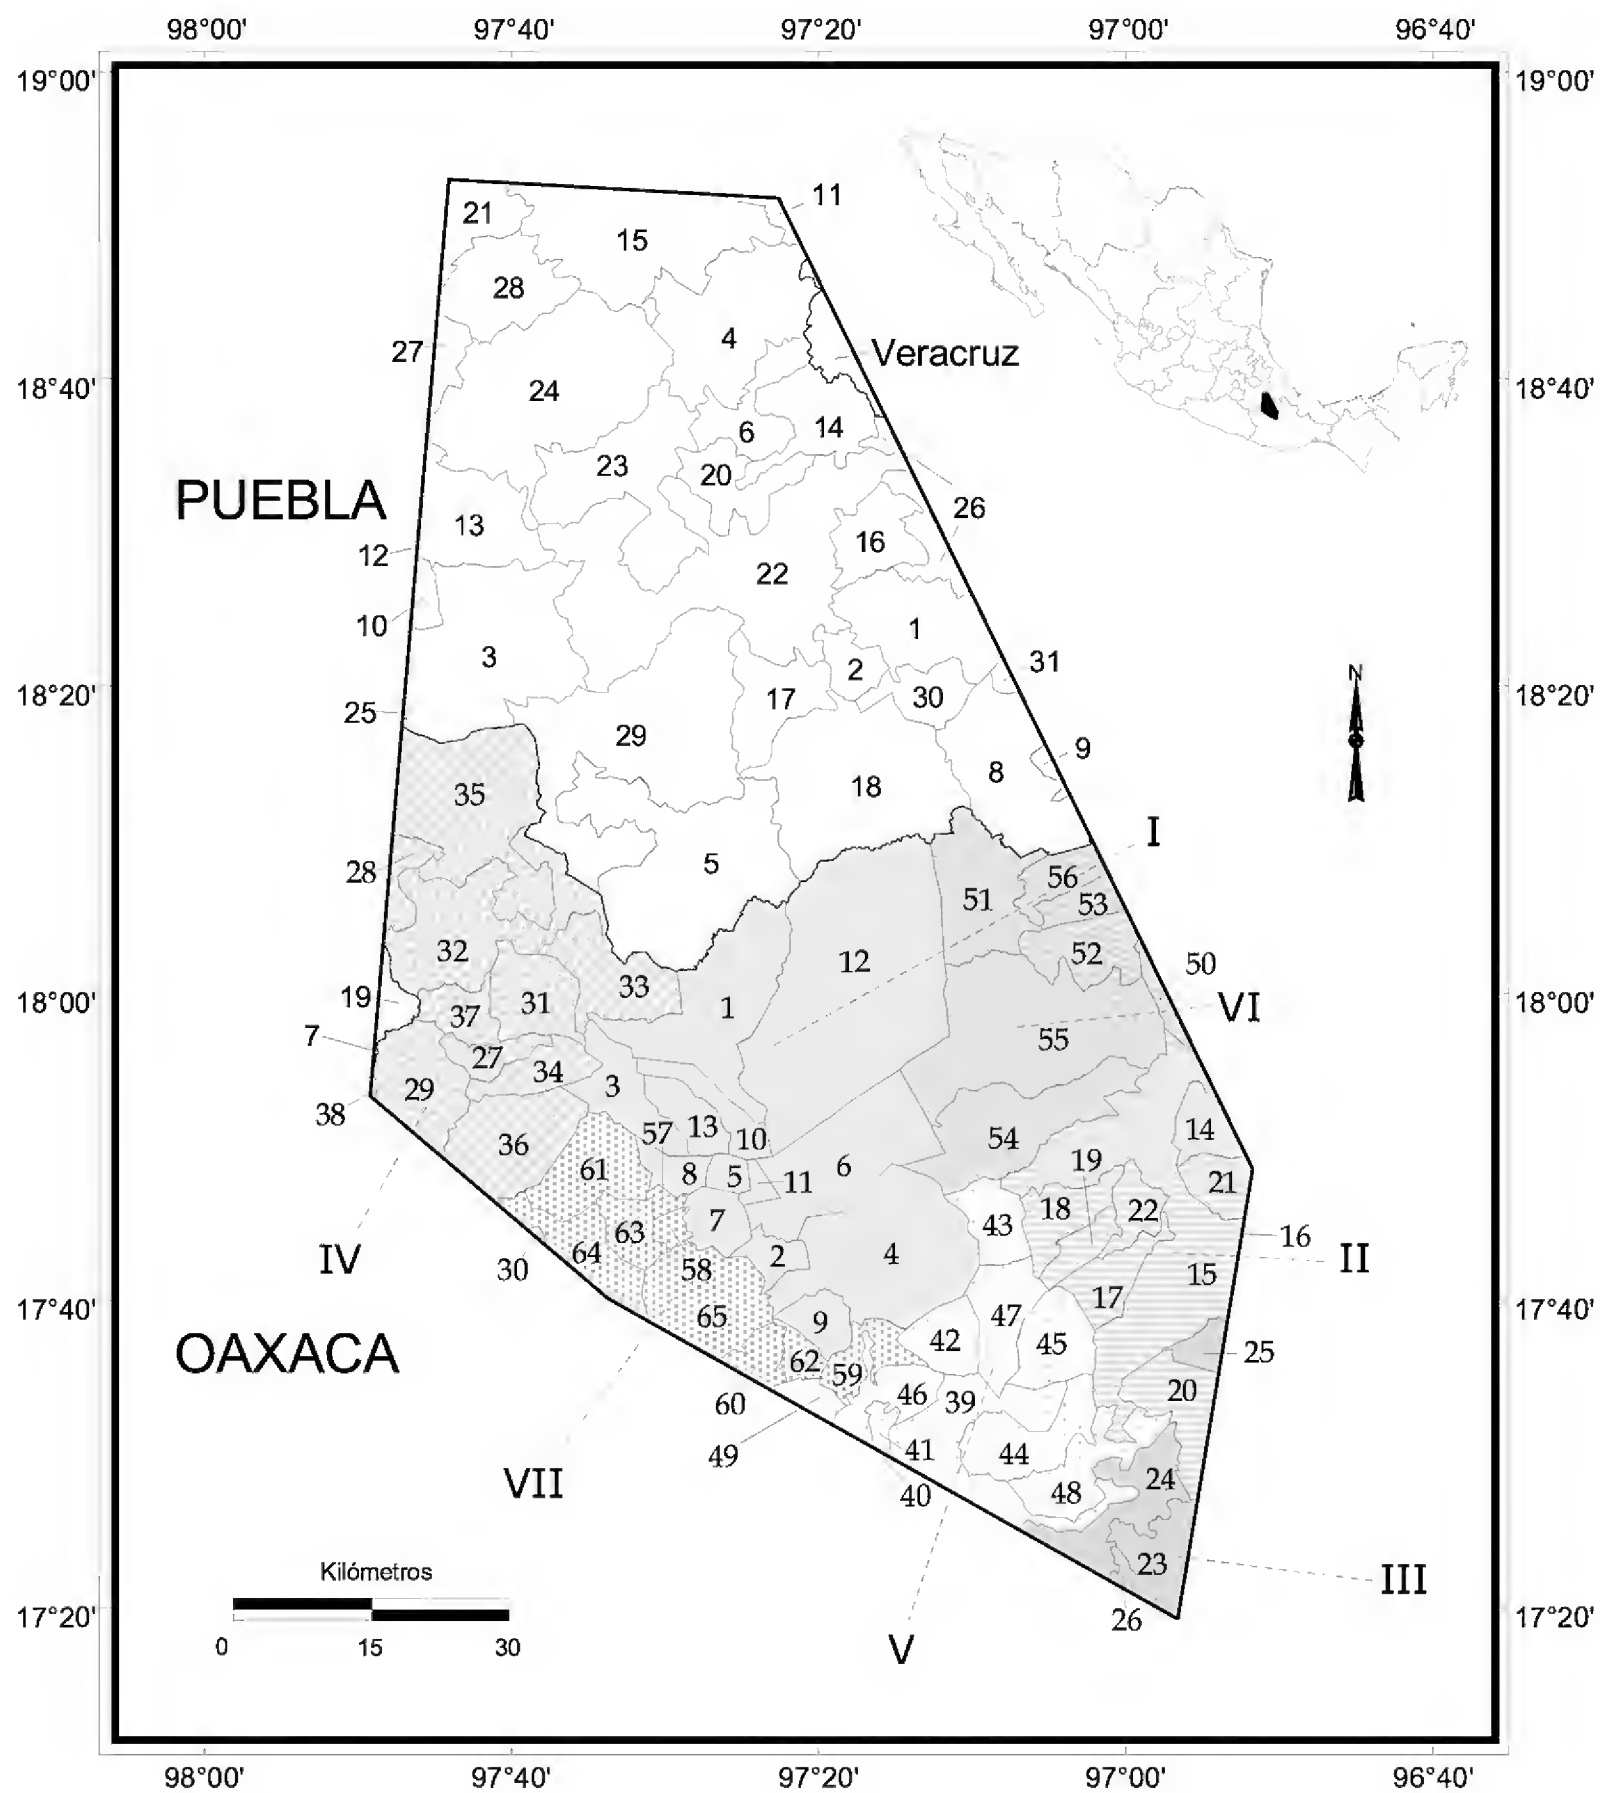 98°00' 97°40' 97°20' 97°00' 96°40'
19°00' 19°00'
11
21
15
28
4
27
Veracruz
18°40' 24 18°40'
6 14
23
20
PUEBLA 26
13
16
12
22
10
1
3
31
2
N
18°20' 17 30 18°20'
25
29
9
8
18
35
I
5
28 56
51
53
32 12 52
50
33
18°00' 19 31 1 VI 18°00'
37
7 55
27
34
29 3
38
13 14
36 57 10 54
61 6 19
8 5 11 21
18 22
7 43
63 16
IV 64 2 4 II
30 58 15
17
17°40' 65 9 47 17°40'
OAXACA 42 45
62 25
59 20
60 46 39
49 41 44
VII 24
40 48
23
Kilómetros III
17°20' 26 17°20'
0 15 30 V
98°00' 97°40' 97°20' 97°00' 96°40'